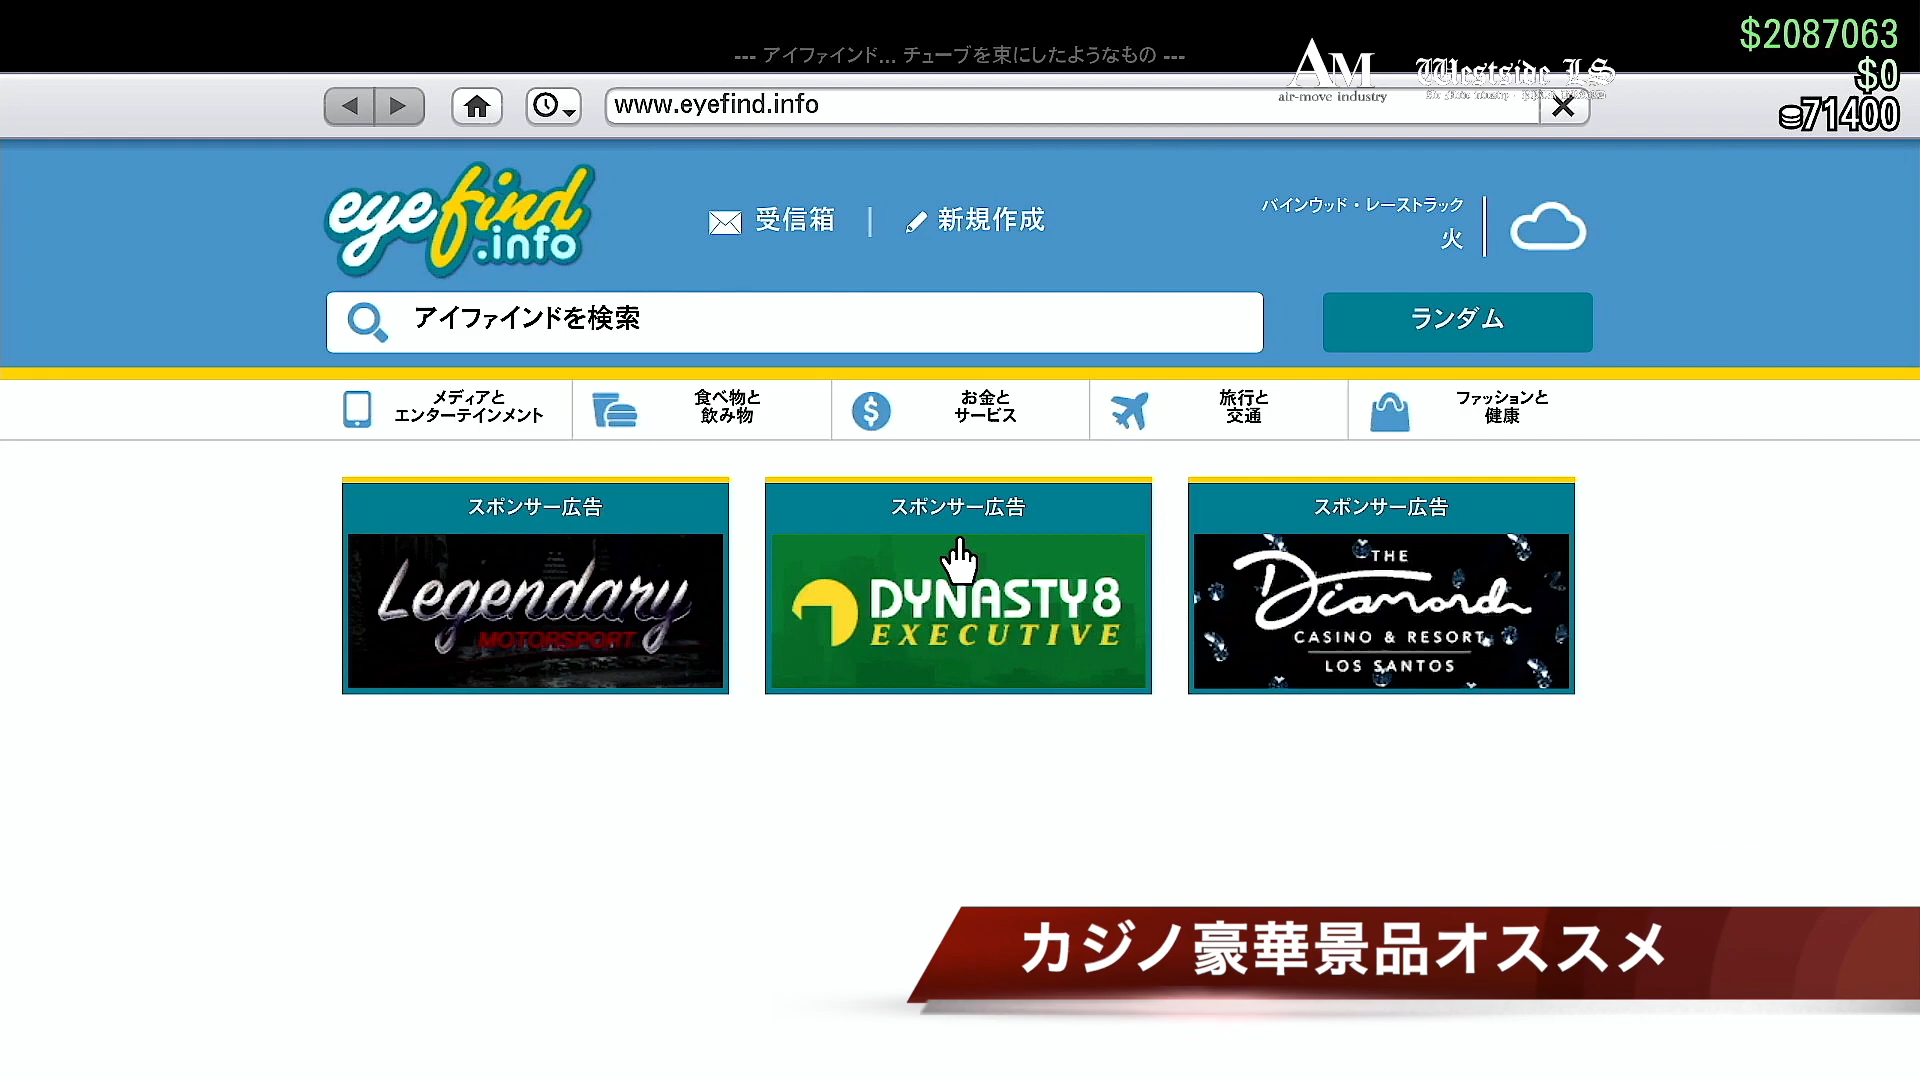 $2087063
--- アイファインド... チューブを束にしたようなもの ---
AM
air-move industry
Westside LS
$0
71400
www.eyefind.info
eyefind
.info
受信箱
新規作成
バインウッド・レーストラック
火
アイファインドを検索
ランダム
メディアと
エンターテインメント
食べ物と
飲み物
お金と
サービス
旅行と
交通
ファッションと
健康
スポンサー広告
Legendary
MOTORSPORT
スポンサー広告
DYNASTY8
EXECUTIVE
スポンサー広告
THE
Diamond
CASINO & RESORT
LOS SANTOS
カジノ豪華景品オススメ